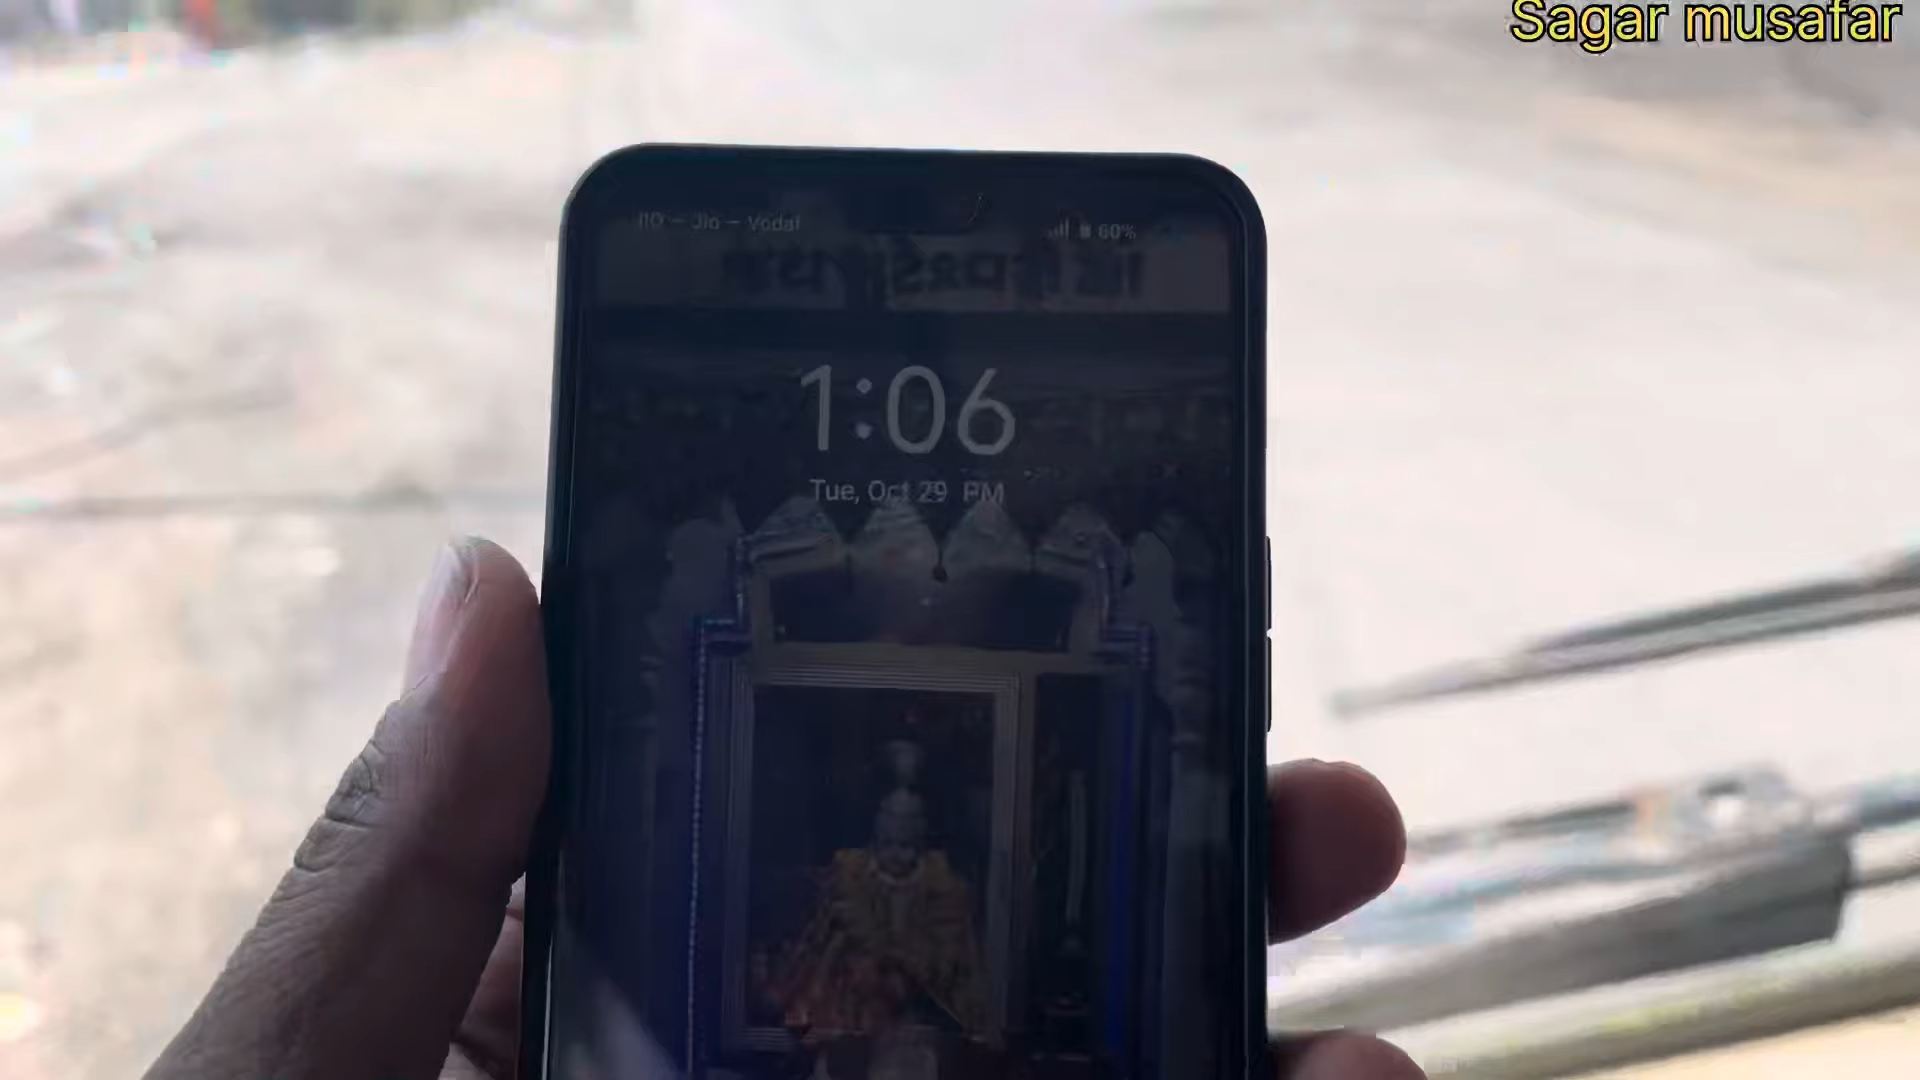 Sagar musafar
Jio – Vodaf
60%
1:06
Tue, Oct 29 PM